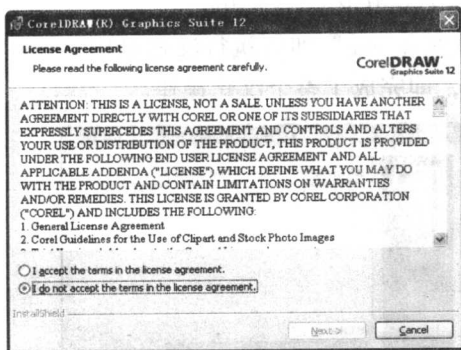 CorelDRAW(R) Graphics Suite 12
License Agreement
Please read the following license agreement carefully.
CorelDRAW
Graphics Suite 12
ATTENTION: THIS IS A LICENSE, NOT A SALE. UNLESS YOU HAVE ANOTHER
AGREEMENT DIRECTLY WITH COREL OR ONE OF ITS SUBSIDIARIES THAT
EXPRESSLY SUPERCEDES THIS AGREEMENT AND CONTROLS AND ALTERS
YOUR USE OR DISTRIBUTION OF THE PRODUCT, THIS PRODUCT IS PROVIDED
UNDER THE FOLLOWING END USER LICENSE AGREEMENT AND ALL
APPLICABLE ADDENDA ("LICENSE") WHICH DEFINE WHAT YOU MAY DO
WITH THE PRODUCT AND CONTAIN LIMITATIONS ON WARRANTIES
AND/OR REMEDIES. THIS LICENSE IS GRANTED BY COREL CORPORATION
("COREL") AND INCLUDES THE FOLLOWING:
1. General License Agreement
2. Corel Guidelines for the Use of Clipart and Stock Photo Images
I accept the terms in the license agreement.
I do not accept the terms in the license agreement.
InstallShield
Next >
Cancel